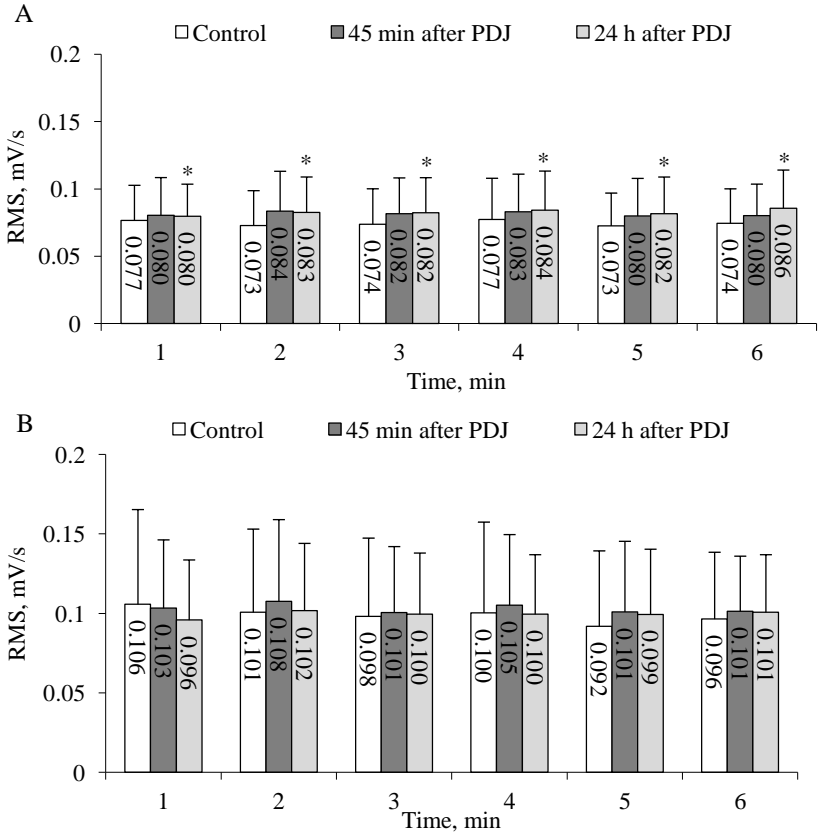 A
Control 45 min after PDJ 24 h after PDJ
0.2
0.15
0.1
0.05
0
RMS, mV/s
* * * * * *
0.077 0.080 0.080 0.073 0.084 0.083 0.074 0.082 0.082 0.077 0.083 0.084 0.073 0.080 0.082 0.074 0.080 0.086
1 2 3 4 5 6
Time, min
B
Control 45 min after PDJ 24 h after PDJ
0.2
0.15
0.1
0.05
0
RMS, mV/s
0.106 0.103 0.096 0.101 0.108 0.102 0.098 0.101 0.100 0.100 0.105 0.100 0.092 0.101 0.099 0.096 0.101 0.101
1 2 3 4 5 6
Time, min